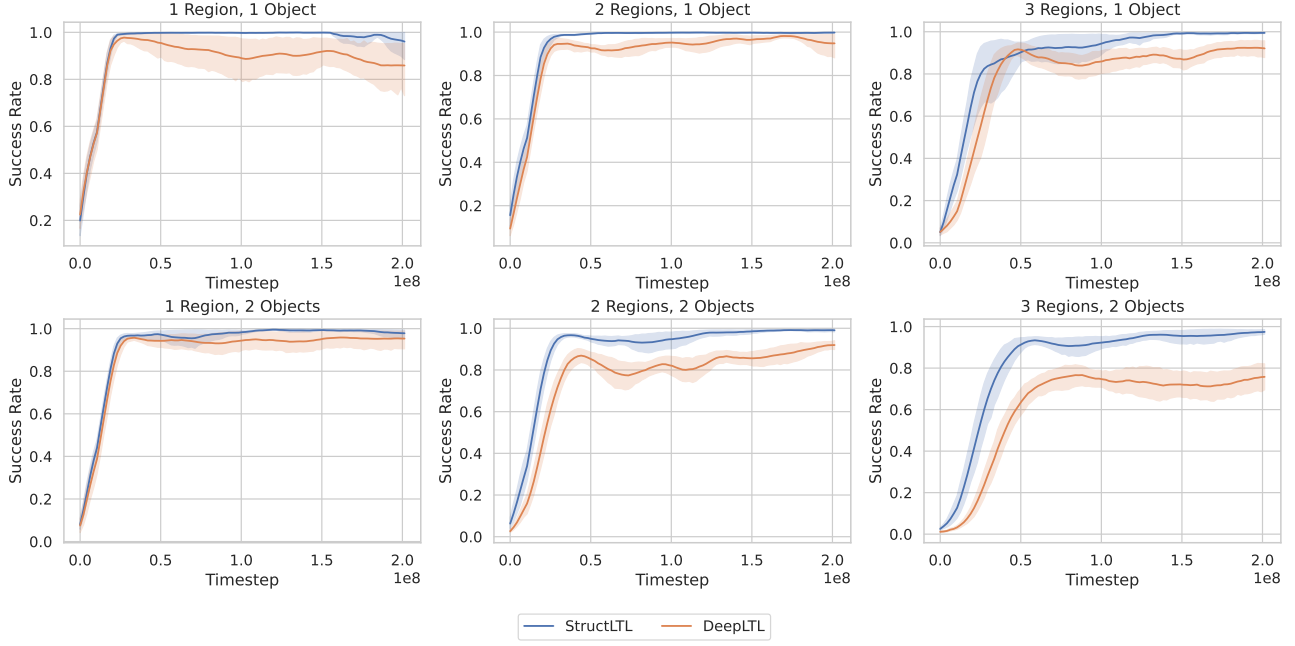 1 Region, 1 Object
2 Regions, 1 Object
3 Regions, 1 Object
Success Rate
1.0
0.8
0.6
0.4
0.2
0.0 0.5 1.0 1.5 2.0
Timestep
1e8
Success Rate
1.0
0.8
0.6
0.4
0.2
0.0 0.5 1.0 1.5 2.0
Timestep
1e8
Success Rate
1.0
0.8
0.6
0.4
0.2
0.0
0.0 0.5 1.0 1.5 2.0
Timestep
1e8
1 Region, 2 Objects
2 Regions, 2 Objects
3 Regions, 2 Objects
Success Rate
1.0
0.8
0.6
0.4
0.2
0.0
0.0 0.5 1.0 1.5 2.0
Timestep
1e8
Success Rate
1.0
0.8
0.6
0.4
0.2
0.0
0.0 0.5 1.0 1.5 2.0
Timestep
1e8
Success Rate
1.0
0.8
0.6
0.4
0.2
0.0
0.0 0.5 1.0 1.5 2.0
Timestep
1e8
StructLTL DeepLTL